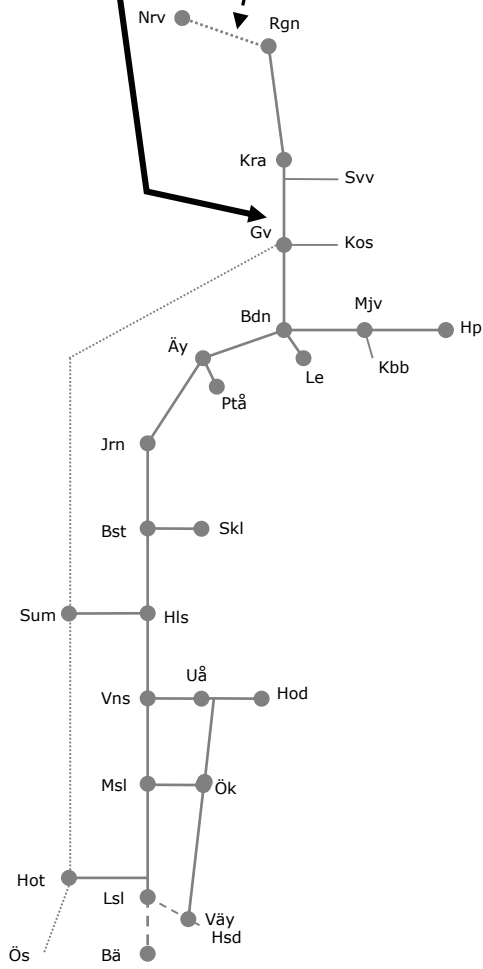 Nrv
Rgn
Kra
Svv
Gv
Kos
Bdn
Mjv
Hp
Äy
Le
Kbb
Ptå
Jrn
Bst
Skl
Sum
Hls
Uå
Vns
Hod
Msl
Ök
Hot
Lsl
Väy
Hsd
Ös
Bä